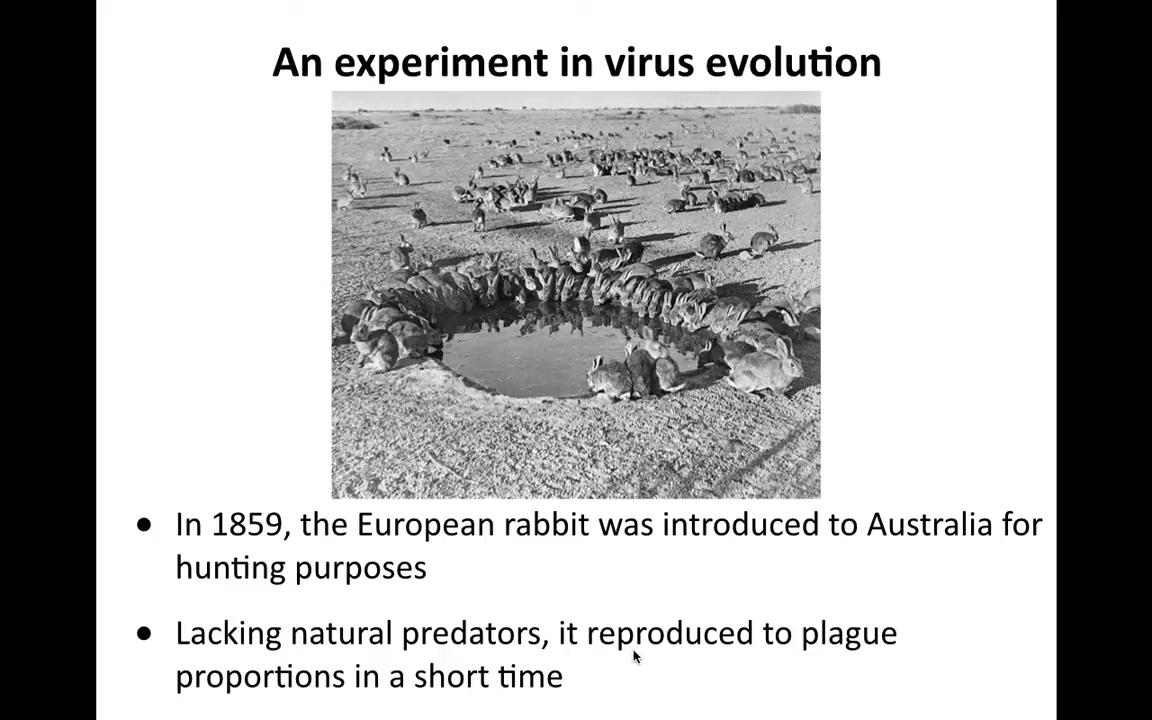 An experiment in virus evolution
• In 1859, the European rabbit was introduced to Australia for
hunting purposes
• Lacking natural predators, it reproduced to plague
proportions in a short time